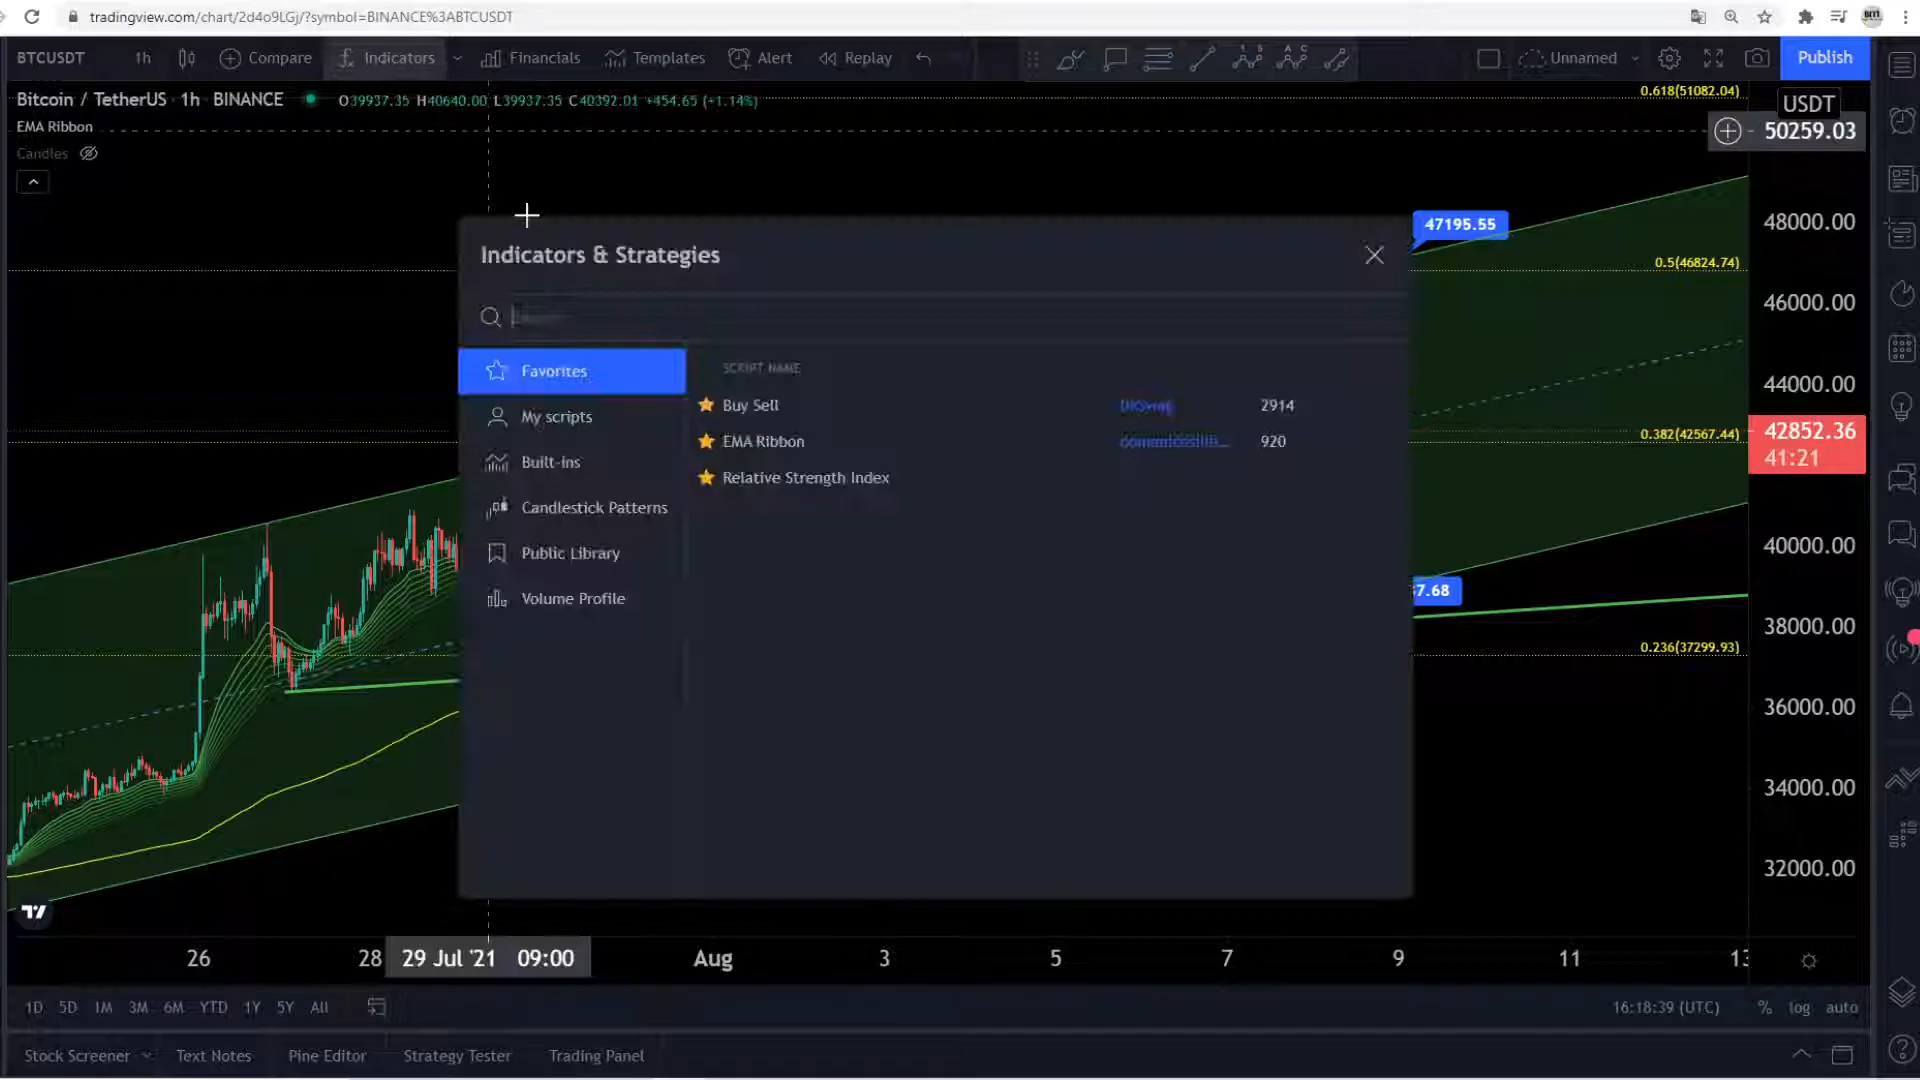 tradingview.com/chart/2d4o9LGj/?symbol=BINANCE%3ABTCUSDT
BTCUSDT 1h Compare Indicators Financials Templates Alert Replay Unnamed Publish
Bitcoin / TetherUS 1h BINANCE O39937.35 H40640.00 L39937.35 C40392.01 +454.65 (+1.14%)
EMA Ribbon
Candles
0.618(51082.04)
USDT
50259.03
47195.55
48000.00
0.5(46824.74)
46000.00
44000.00
0.382(42567.44)
42852.36
41:21
40000.00
7.68
38000.00
0.236(37299.93)
36000.00
34000.00
32000.00
Indicators & Strategies
Favorites
My scripts
Built-ins
Candlestick Patterns
Public Library
Volume Profile
SCRIPT NAME
Buy Sell 2914
EMA Ribbon 920
Relative Strength Index
26 28 29 Jul '21 09:00 Aug 3 5 7 9 11 13
1D 5D 1M 3M 6M YTD 1Y 5Y All 16:18:39 (UTC) % log auto
Stock Screener Text Notes Pine Editor Strategy Tester Trading Panel